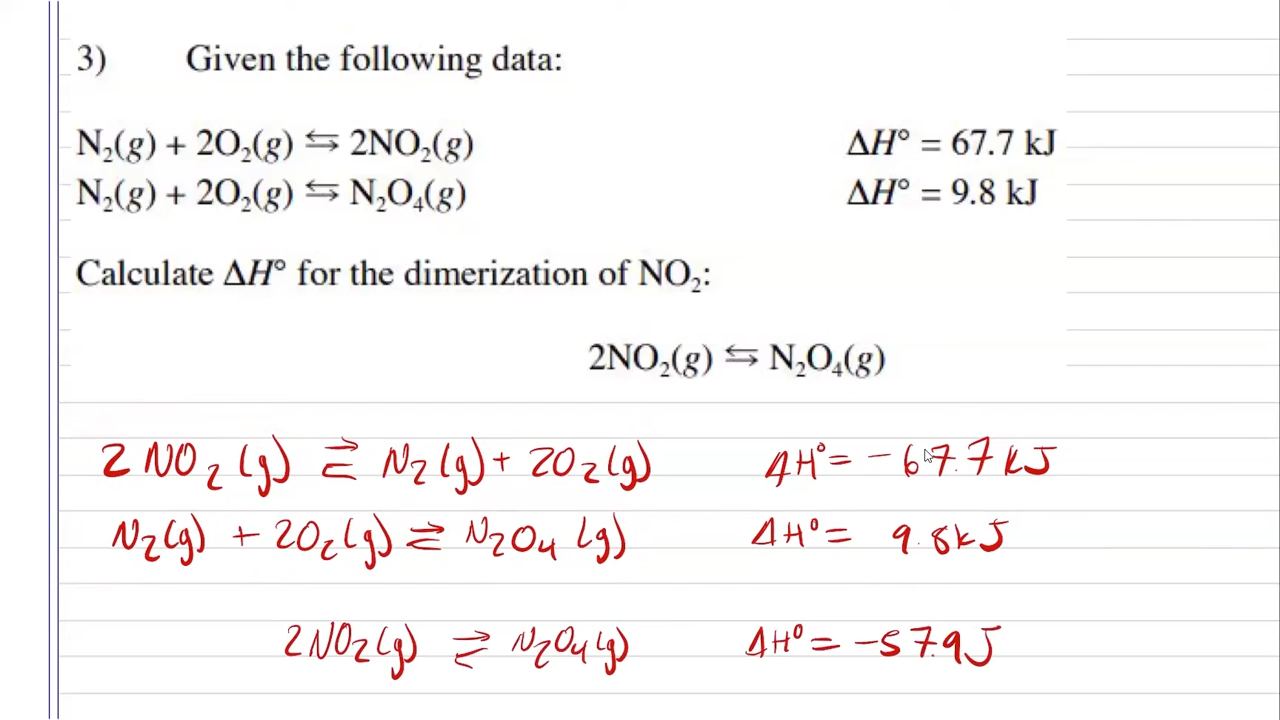 3) Given the following data:
N₂(g) + 2O₂(g) ⇆ 2NO₂(g) ΔH° = 67.7 kJ
N₂(g) + 2O₂(g) ⇆ N₂O₄(g) ΔH° = 9.8 kJ
Calculate ΔH° for the dimerization of NO₂:
2NO₂(g) ⇆ N₂O₄(g)
2 NO₂ (g) ⇌ N₂(g) + 2O₂(g) ΔH° = -67.7 kJ
N₂(g) + 2O₂(g) ⇌ N₂O₄ (g) ΔH° = 9.8 kJ
2NO₂(g) ⇌ N₂O₄(g) ΔH° = -57.9 J